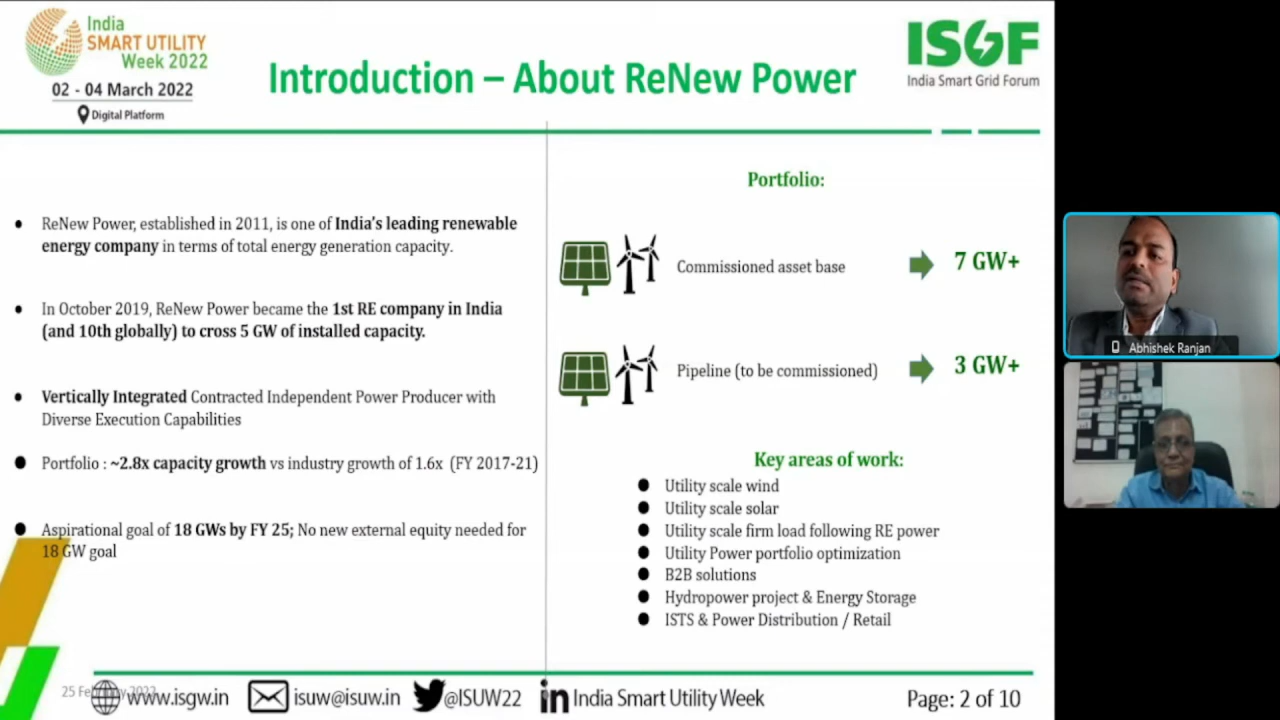 India
SMART UTILITY
Week 2022
02 - 04 March 2022
Digital Platform
Introduction – About ReNew Power
ISGF
India Smart Grid Forum
● ReNew Power, established in 2011, is one of India's leading renewable
energy company in terms of total energy generation capacity.
● In October 2019, ReNew Power became the 1st RE company in India
(and 10th globally) to cross 5 GW of installed capacity.
● Vertically Integrated Contracted Independent Power Producer with
Diverse Execution Capabilities
● Portfolio : ~2.8x capacity growth vs industry growth of 1.6x (FY 2017-21)
● Aspirational goal of 18 GWs by FY 25; No new external equity needed for
18 GW goal
Portfolio:
Commissioned asset base 7 GW+
Pipeline (to be commissioned) 3 GW+
Key areas of work:
● Utility scale wind
● Utility scale solar
● Utility scale firm load following RE power
● Utility Power portfolio optimization
● B2B solutions
● Hydropower project & Energy Storage
● ISTS & Power Distribution / Retail
Abhishek Ranjan
25 February 2022
www.isgw.in isuw@isuw.in @ISUW22 in India Smart Utility Week Page: 2 of 10